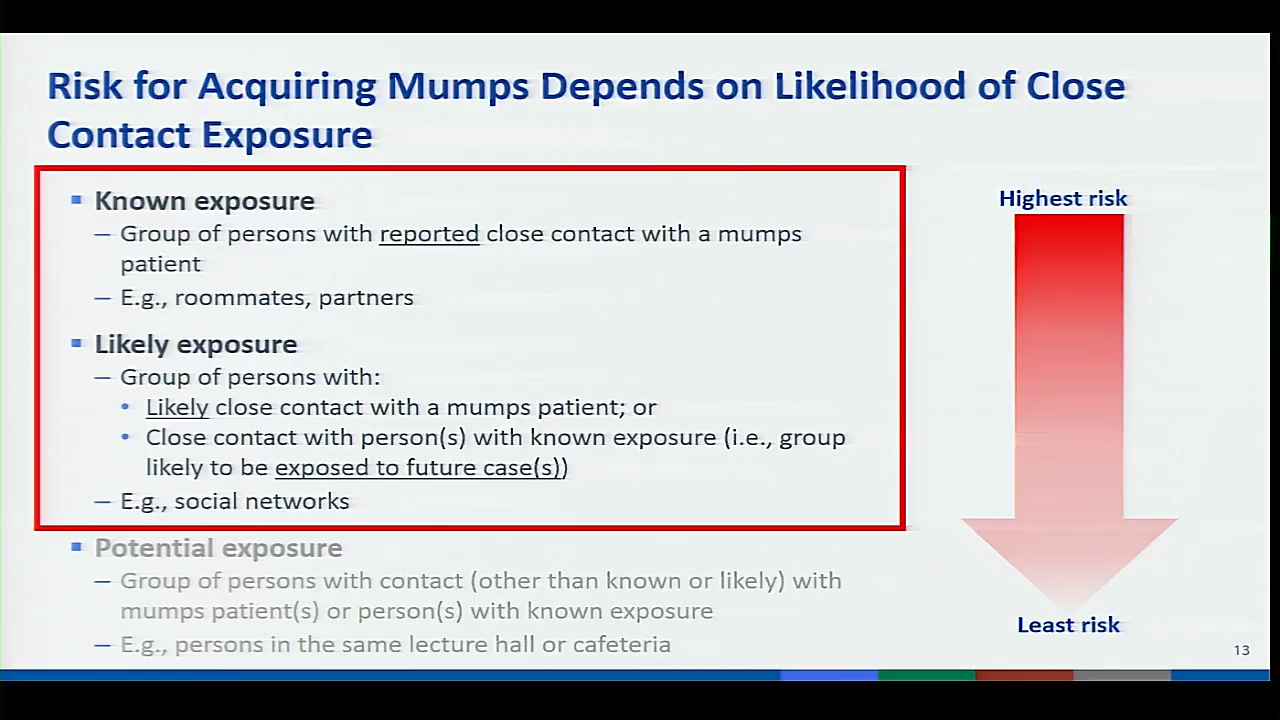 Risk for Acquiring Mumps Depends on Likelihood of Close
Contact Exposure
Highest risk
▪ Known exposure
– Group of persons with reported close contact with a mumps
patient
– E.g., roommates, partners
▪ Likely exposure
– Group of persons with:
• Likely close contact with a mumps patient; or
• Close contact with person(s) with known exposure (i.e., group
likely to be exposed to future case(s))
– E.g., social networks
▪ Potential exposure
– Group of persons with contact (other than known or likely) with
mumps patient(s) or person(s) with known exposure
– E.g., persons in the same lecture hall or cafeteria
Least risk
13